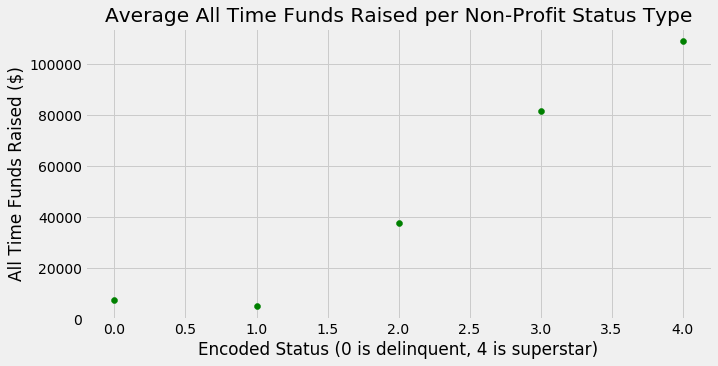 Average All Time Funds Raised per Non-Profit Status Type
All Time Funds Raised ($)
100000
80000
60000
40000
20000
0
0.0 0.5 1.0 1.5 2.0 2.5 3.0 3.5 4.0
Encoded Status (0 is delinquent, 4 is superstar)